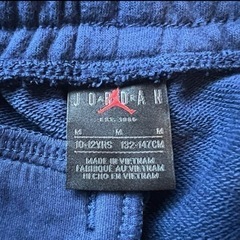 JORDAN
EST. 1985
M M M
10-12YRS 132-147CM
MADE IN VIETNAM
FABRIQUÉ AU VIETNAM
HECHO EN VIETNAM